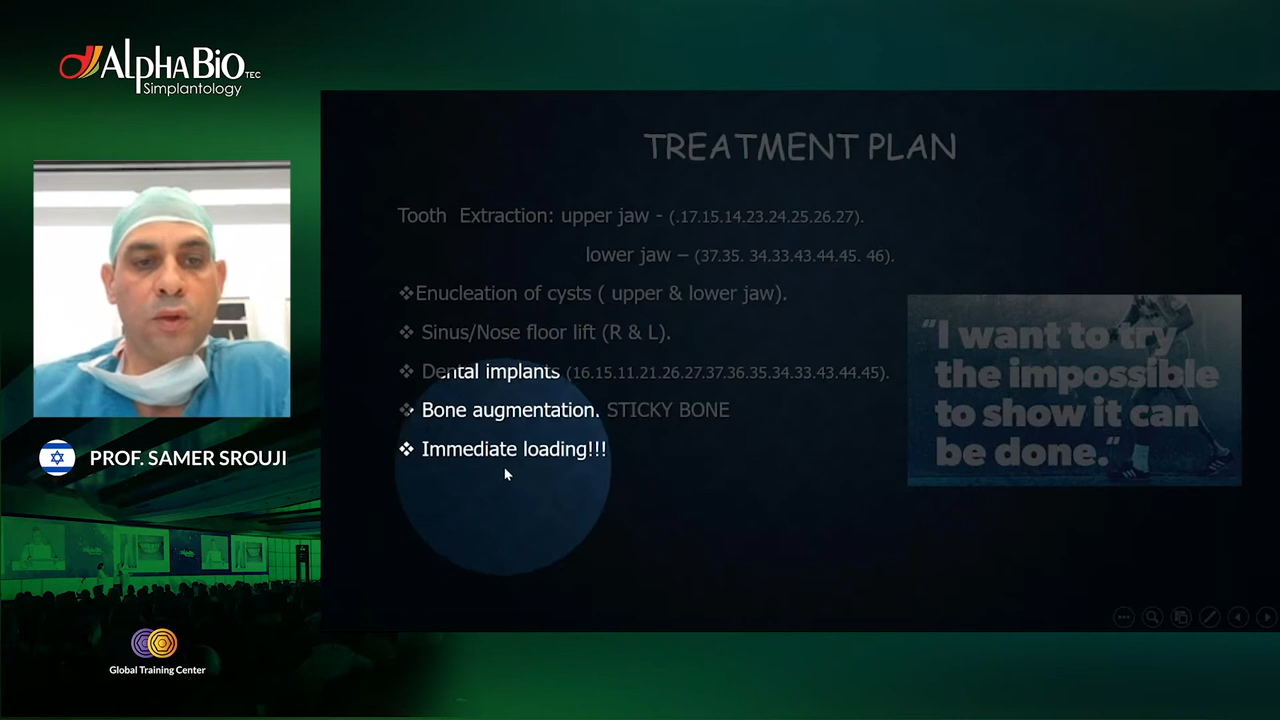 AlphaBio TEC
Simplantology
TREATMENT PLAN
Tooth Extraction: upper jaw - (.17.15.14.23.24.25.26.27).
lower jaw – (37.35. 34.33.43.44.45. 46).
❖Enucleation of cysts ( upper & lower jaw).
❖ Sinus/Nose floor lift (R & L).
❖ Dental implants (16.15.11.21.26.27.37.36.35.34.33.43.44.45).
❖ Bone augmentation. STICKY BONE
❖ Immediate loading!!!
“I want to try
the impossible
to show it can
be done.“
PROF. SAMER SROUJI
Global Training Center